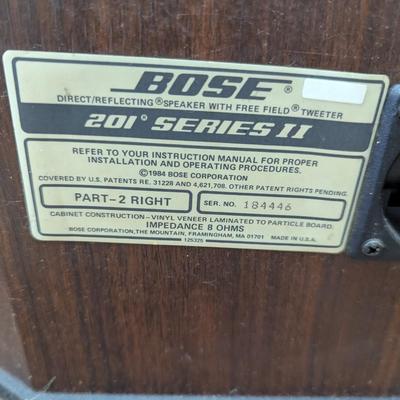 BOSE®
DIRECT/REFLECTING® SPEAKER WITH FREE FIELD® TWEETER
201® SERIES II
REFER TO YOUR INSTRUCTION MANUAL FOR PROPER
INSTALLATION AND OPERATING PROCEDURES.
©1984 BOSE CORPORATION
COVERED BY U.S. PATENTS RE. 31228 AND 4,621,708. OTHER PATENT RIGHTS PENDING.
PART-2 RIGHT
SER. NO. 184446
CABINET CONSTRUCTION-VINYL VENEER LAMINATED TO PARTICLE BOARD.
IMPEDANCE 8 OHMS
BOSE CORPORATION, THE MOUNTAIN, FRAMINGHAM, MA 01701 MADE IN U.S.A.
125325